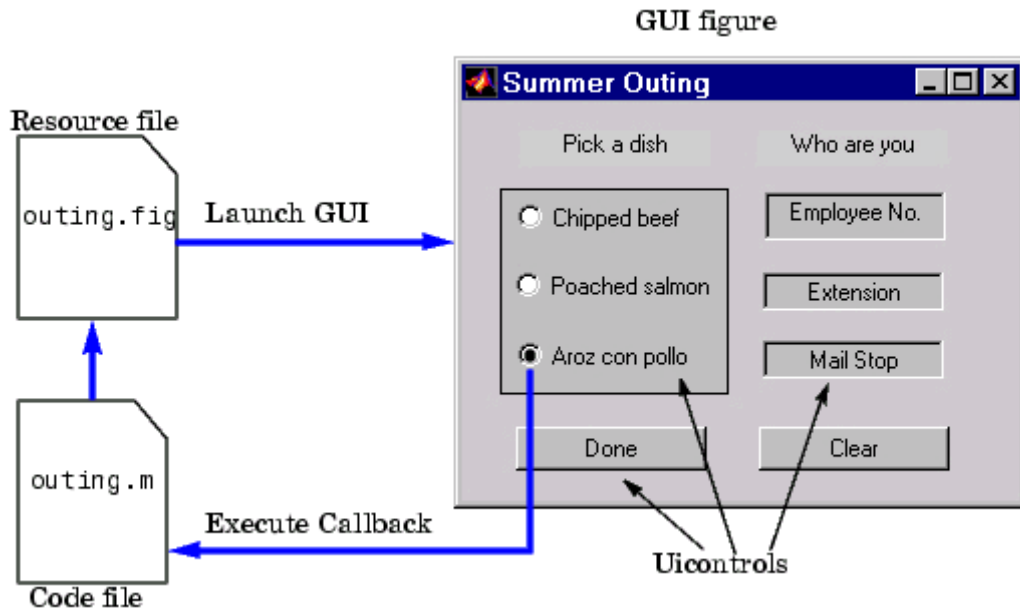 GUI figure
Summer Outing
Resource file
outing.fig
Launch GUI
Pick a dish
Who are you
Chipped beef
Poached salmon
Aroz con pollo
Employee No.
Extension
Mail Stop
Done
Clear
outing.m
Execute Callback
Uicontrols
Code file